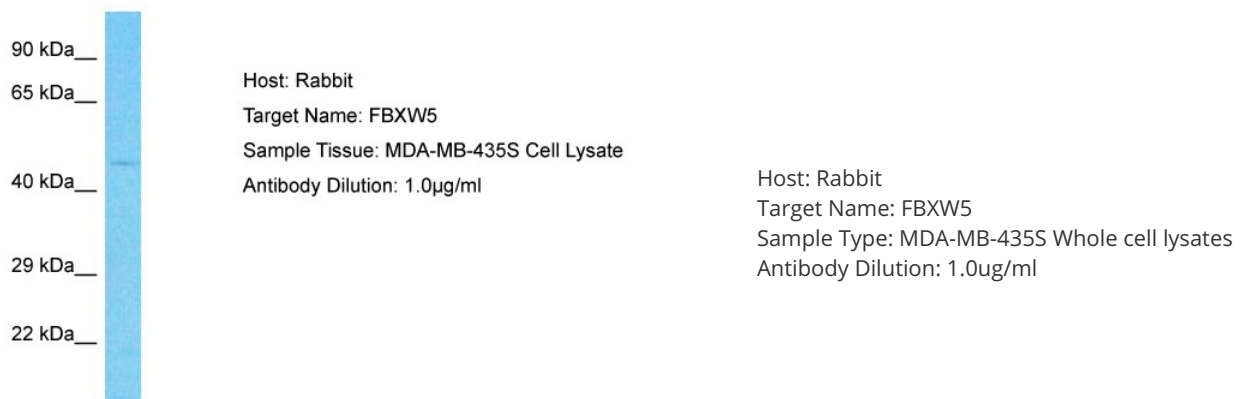 90 kDa__
65 kDa__
40 kDa__
29 kDa__
22 kDa__
Host: Rabbit
Target Name: FBXW5
Sample Tissue: MDA-MB-435S Cell Lysate
Antibody Dilution: 1.0µg/ml
Host: Rabbit
Target Name: FBXW5
Sample Type: MDA-MB-435S Whole cell lysates
Antibody Dilution: 1.0ug/ml